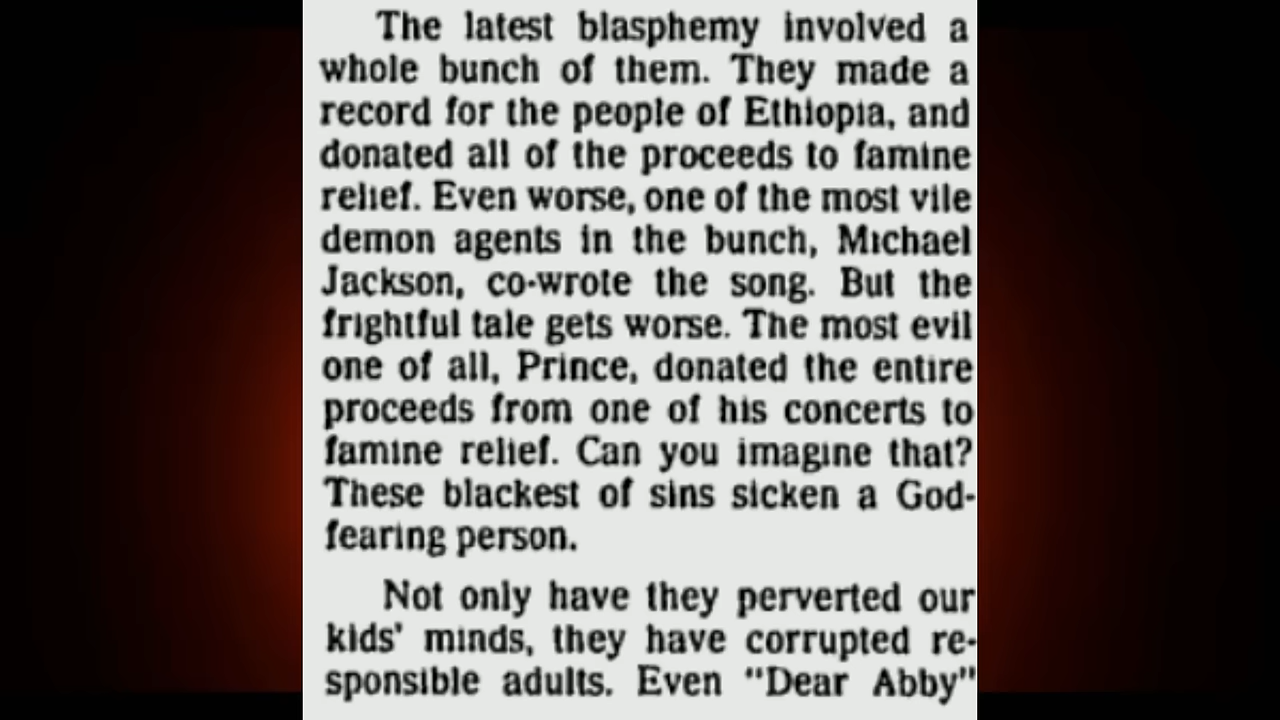 The latest blasphemy involved a
whole bunch of them. They made a
record for the people of Ethiopia, and
donated all of the proceeds to famine
relief. Even worse, one of the most vile
demon agents in the bunch, Michael
Jackson, co-wrote the song. But the
frightful tale gets worse. The most evil
one of all, Prince, donated the entire
proceeds from one of his concerts to
famine relief. Can you imagine that?
These blackest of sins sicken a God-
fearing person.
Not only have they perverted our
kids' minds, they have corrupted re-
sponsible adults. Even "Dear Abby"